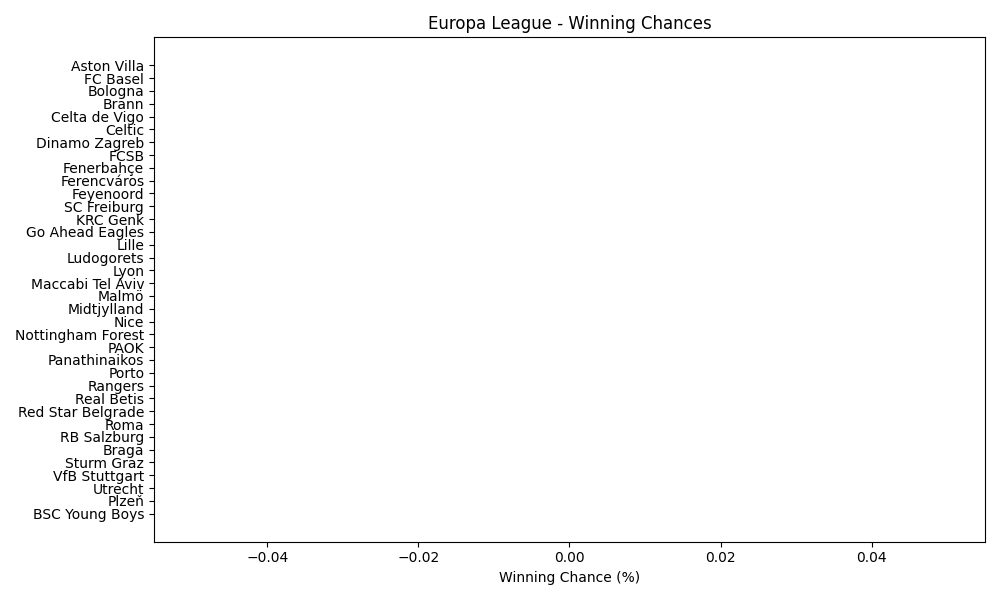 Europa League - Winning Chances
Aston Villa
FC Basel
Bologna
Brann
Celta de Vigo
Celtic
Dinamo Zagreb
FCSB
Fenerbahçe
Ferencváros
Feyenoord
SC Freiburg
KRC Genk
Go Ahead Eagles
Lille
Ludogorets
Lyon
Maccabi Tel Aviv
Malmö
Midtjylland
Nice
Nottingham Forest
PAOK
Panathinaikos
Porto
Rangers
Real Betis
Red Star Belgrade
Roma
RB Salzburg
Braga
Sturm Graz
VfB Stuttgart
Utrecht
Plzeň
BSC Young Boys
−0.04 −0.02 0.00 0.02 0.04
Winning Chance (%)